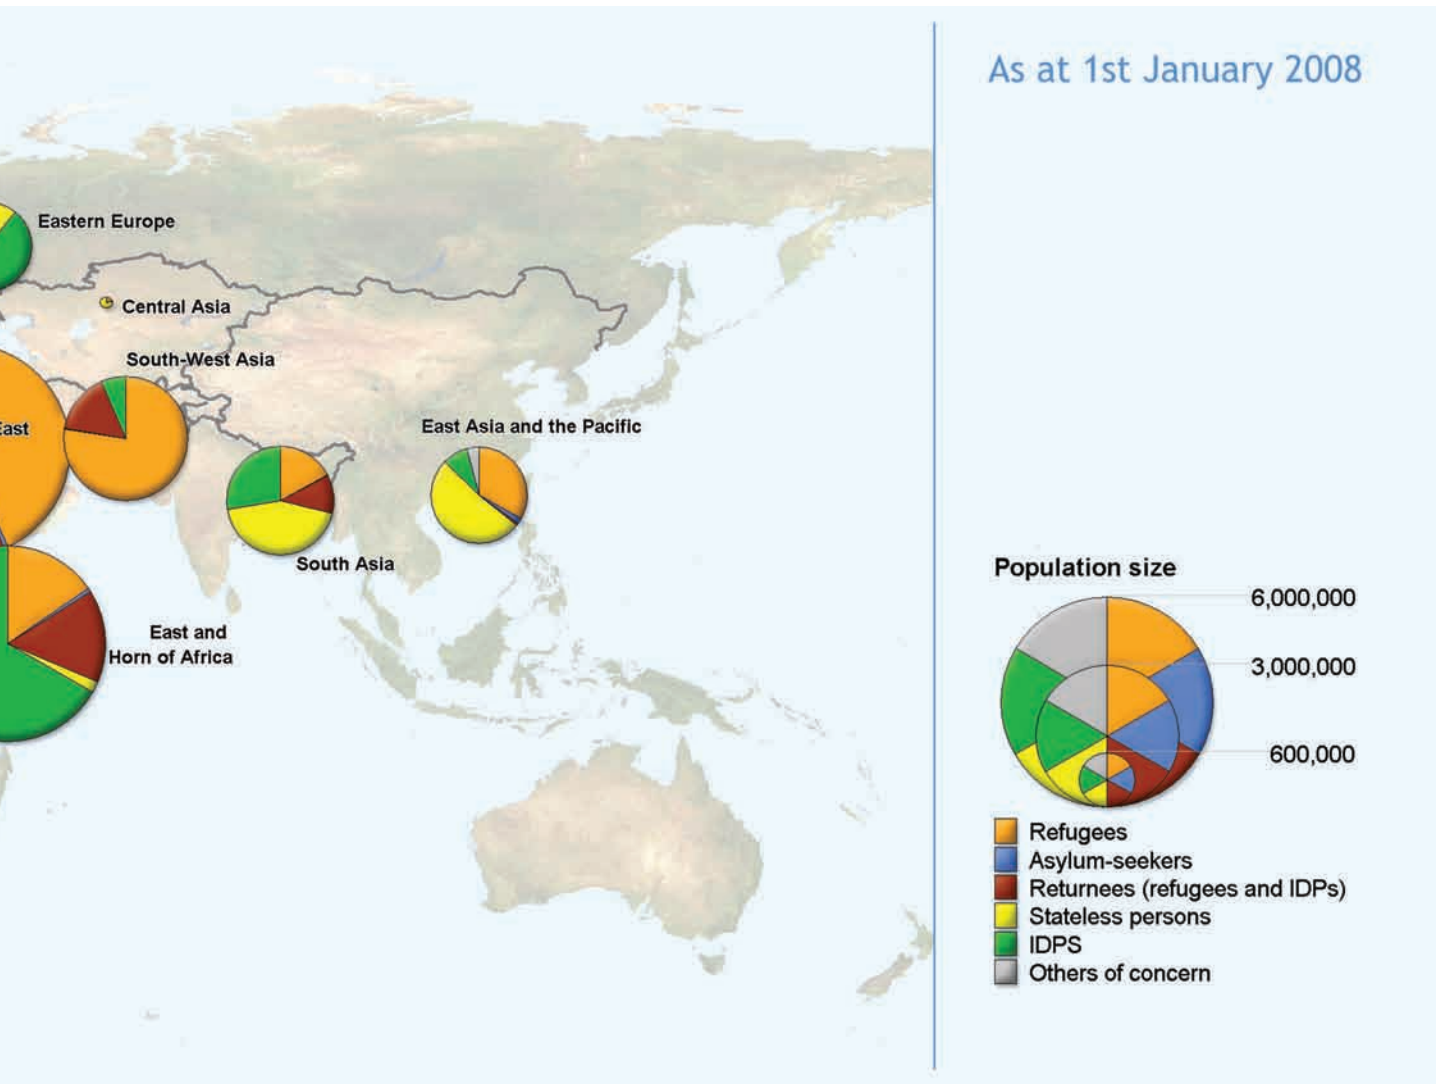 As at 1st January 2008
Eastern Europe
Central Asia
South-West Asia
East
East Asia and the Pacific
South Asia
East and
Horn of Africa
Population size
6,000,000
3,000,000
600,000
Refugees
Asylum-seekers
Returnees (refugees and IDPs)
Stateless persons
IDPS
Others of concern